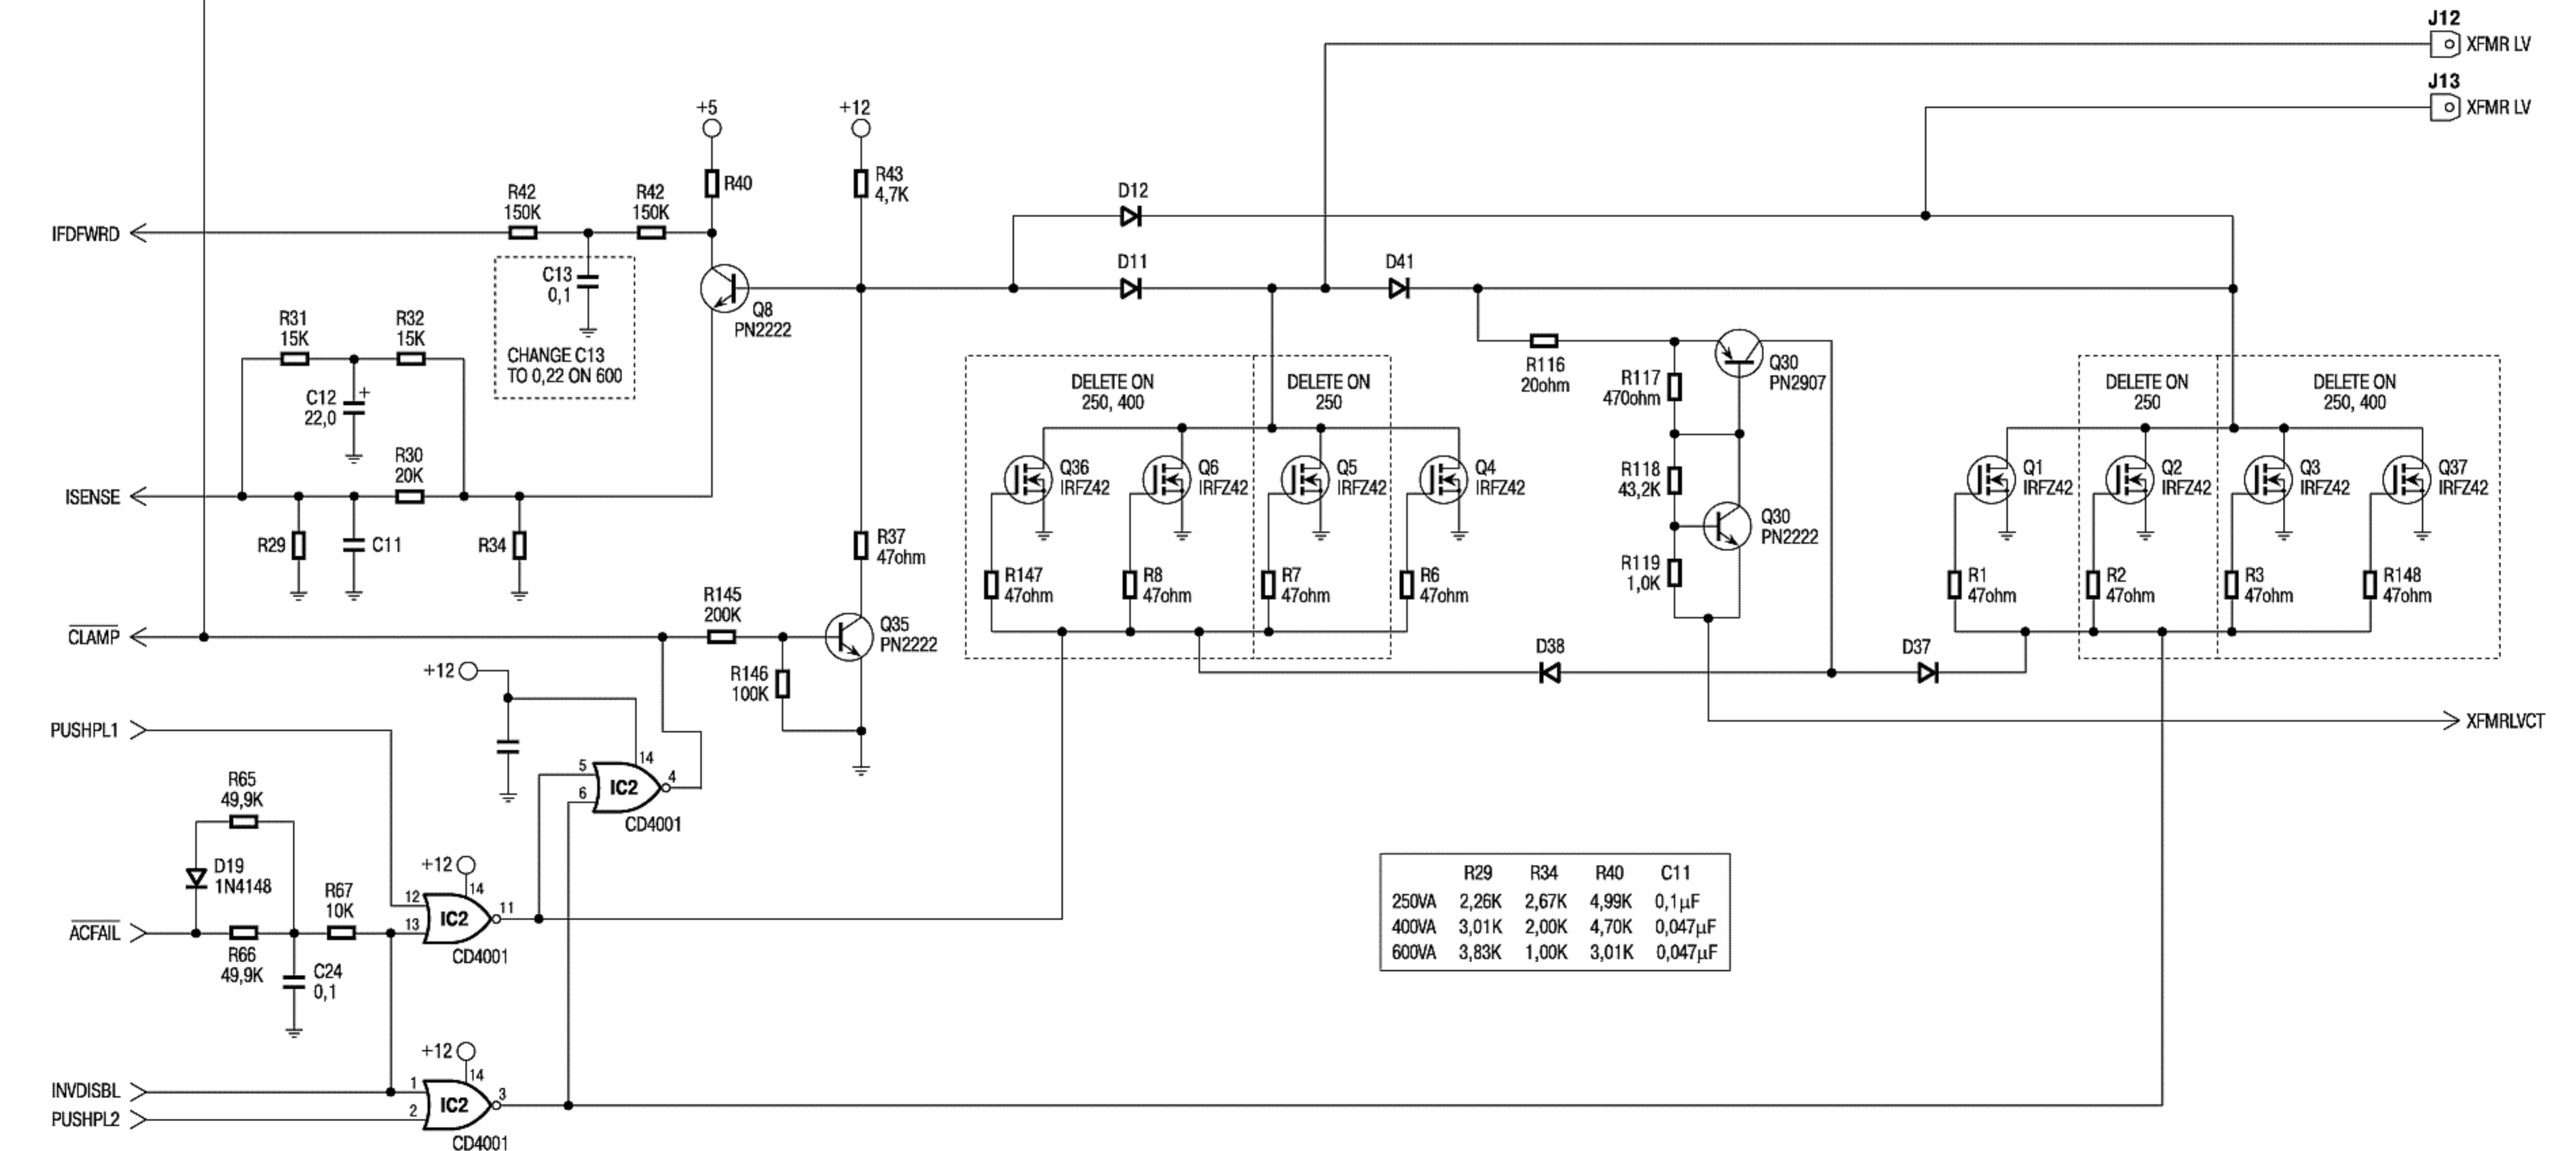 J12
XFMR LV
J13
XFMR LV
+5
+12
R40
R43
4,7K
R42
150K
R42
150K
IFDFWRD
D12
D11
D41
C13
0,1
CHANGE C13
TO 0,22 ON 600
Q8
PN2222
R31
15K
R32
15K
C12
22,0
+
R30
20K
ISENSE
R29
C11
R34
R37
47ohm
DELETE ON
250, 400
DELETE ON
250
Q36
IRFZ42
Q6
IRFZ42
Q5
IRFZ42
Q4
IRFZ42
R147
47ohm
R8
47ohm
R7
47ohm
R6
47ohm
R116
20ohm
R117
470ohm
Q30
PN2907
R118
43,2K
Q30
PN2222
R119
1,0K
DELETE ON
250
DELETE ON
250, 400
Q1
IRFZ42
Q2
IRFZ42
Q3
IRFZ42
Q37
IRFZ42
R1
47ohm
R2
47ohm
R3
47ohm
R148
47ohm
CLAMP
R145
200K
Q35
PN2222
R146
100K
D38
D37
XFMRLVCT
+12
PUSHPL1
14
5
6
IC2
4
CD4001
R65
49,9K
D19
1N4148
R67
10K
ACFAIL
R66
49,9K
C24
0,1
+12
14
12
13
IC2
11
CD4001
R29 R34 R40 C11
250VA 2,26K 2,67K 4,99K 0,1µF
400VA 3,01K 2,00K 4,70K 0,047µF
600VA 3,83K 1,00K 3,01K 0,047µF
+12
14
INVDISBL
PUSHPL2
1
2
IC2
3
CD4001